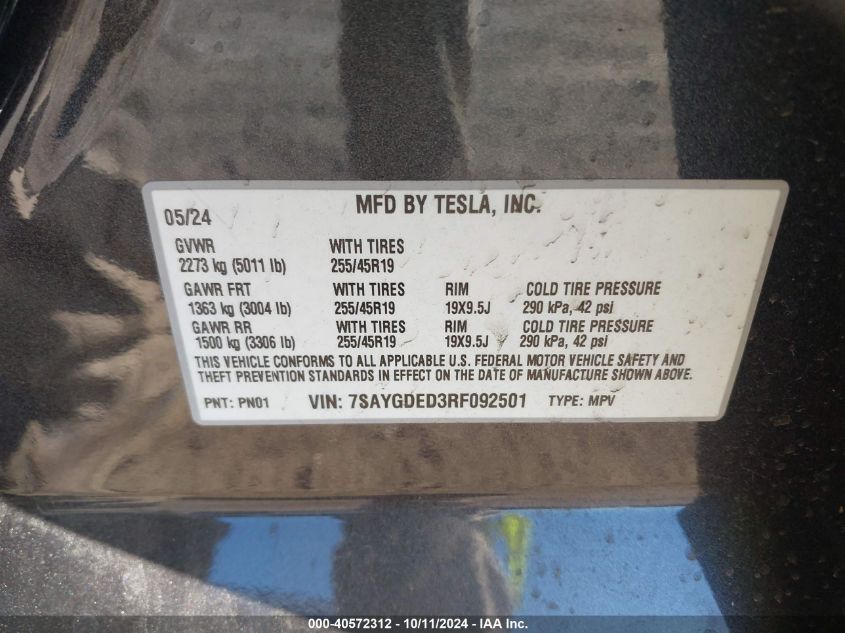 MFD BY TESLA, INC.
05/24
GVWR WITH TIRES
2273 kg (5011 lb) 255/45R19
GAWR FRT WITH TIRES RIM COLD TIRE PRESSURE
1363 kg (3004 lb) 255/45R19 19X9.5J 290 kPa, 42 psi
GAWR RR WITH TIRES RIM COLD TIRE PRESSURE
1500 kg (3306 lb) 255/45R19 19X9.5J 290 kPa, 42 psi
THIS VEHICLE CONFORMS TO ALL APPLICABLE U.S. FEDERAL MOTOR VEHICLE SAFETY AND
THEFT PREVENTION STANDARDS IN EFFECT ON THE DATE OF MANUFACTURE SHOWN ABOVE.
PNT: PN01 VIN: 7SAYGDED3RF092501 TYPE: MPV
000-40572312 - 10/11/2024 - IAA Inc.